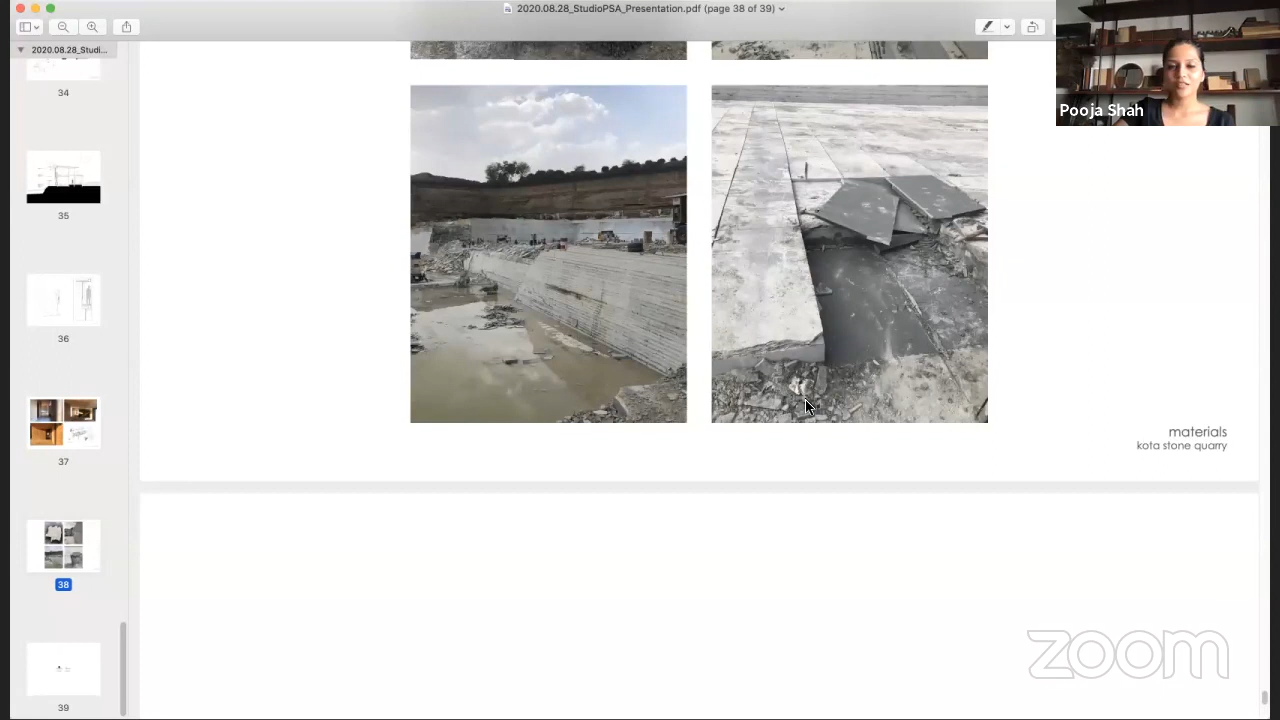 2020.08.28_StudioPSA_Presentation.pdf (page 38 of 39)
2020.08.28_Studi...
34
35
36
37
38
39
Pooja Shah
materials
kota stone quarry
zoom